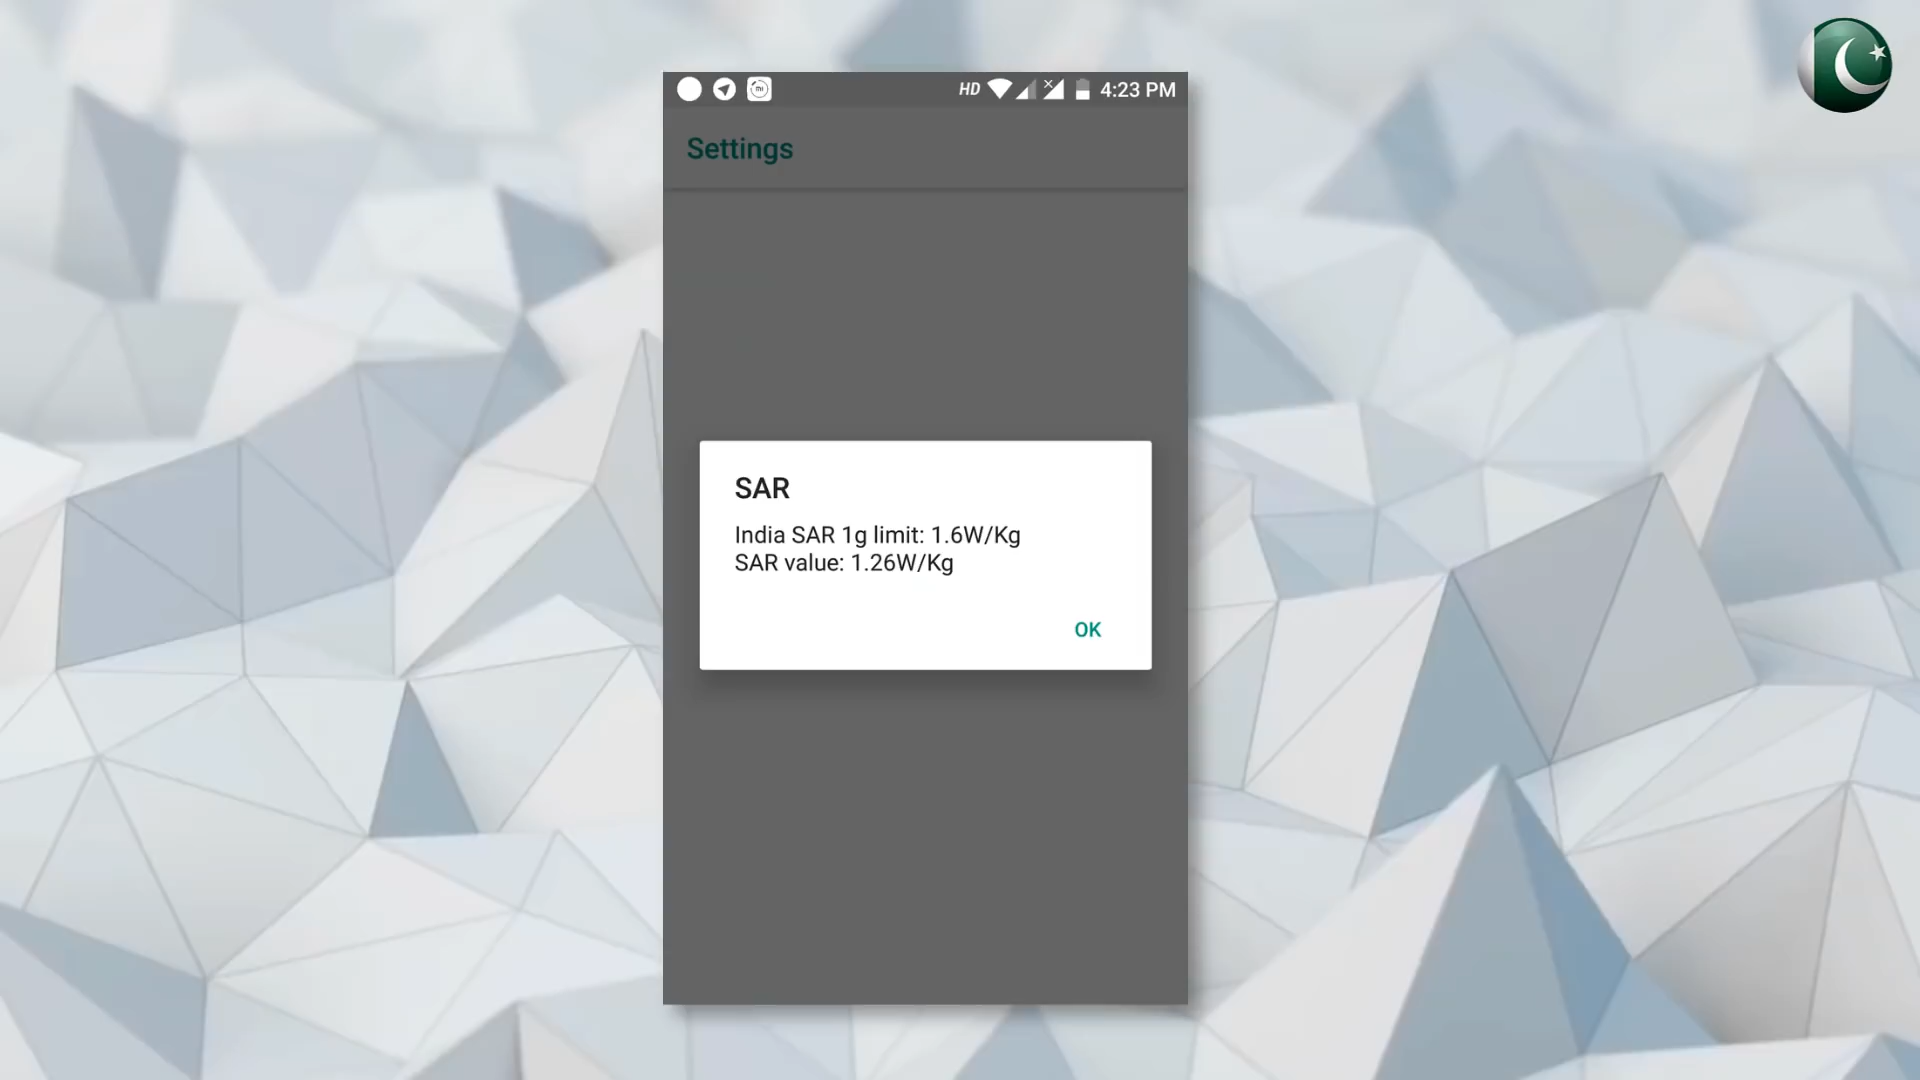 HD 4:23 PM
Settings
SAR
India SAR 1g limit: 1.6W/Kg
SAR value: 1.26W/Kg
OK